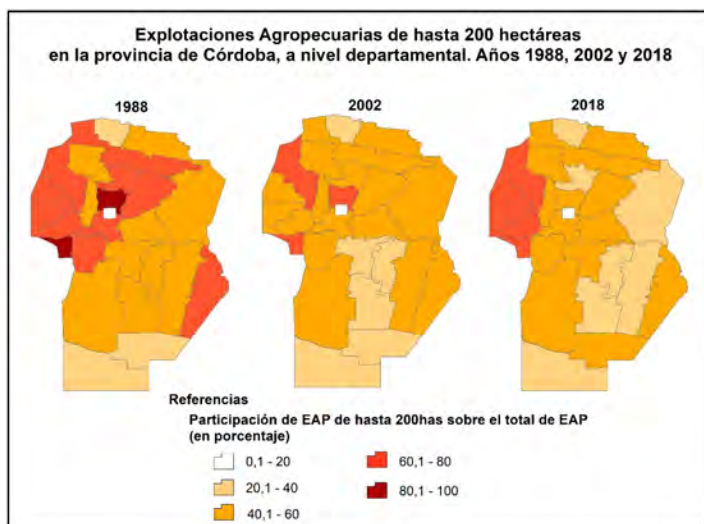 Explotaciones Agropecuarias de hasta 200 hectáreas
en la provincia de Córdoba, a nivel departamental. Años 1988, 2002 y 2018
1988
2002
2018
Referencias
Participación de EAP de hasta 200has sobre el total de EAP
(en porcentaje)
0,1 - 20
20,1 - 40
40,1 - 60
60,1 - 80
80,1 - 100